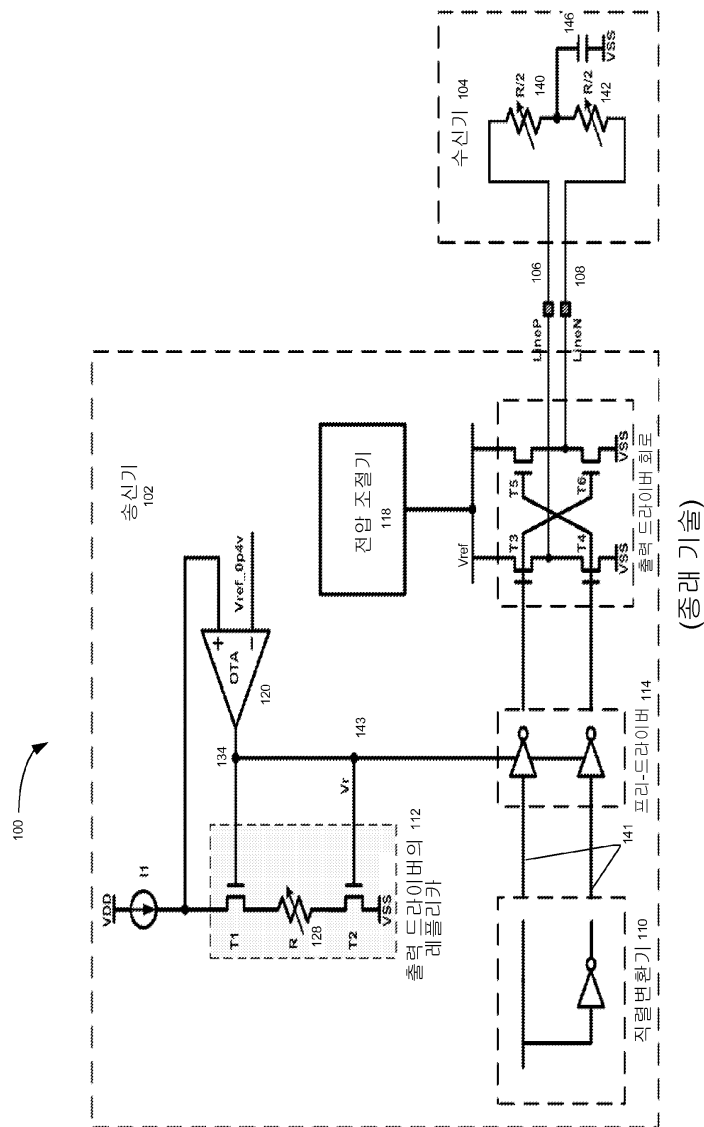 100
송신기
102
VDD
I1
T1
R
128
T2
VSS
출력 드라이버의 112
레플리카
134
OTA
120
+
−
Vref_0p4v
Vr
143
전압 조절기
118
Vref
T3
T4
T5
T6
VSS
VSS
출력 드라이버 회로
프리-드라이버 114
141
직렬변환기 110
LineP
LineN
106
108
수신기 104
R/2
140
R/2
142
146
VSS
(종래 기술)